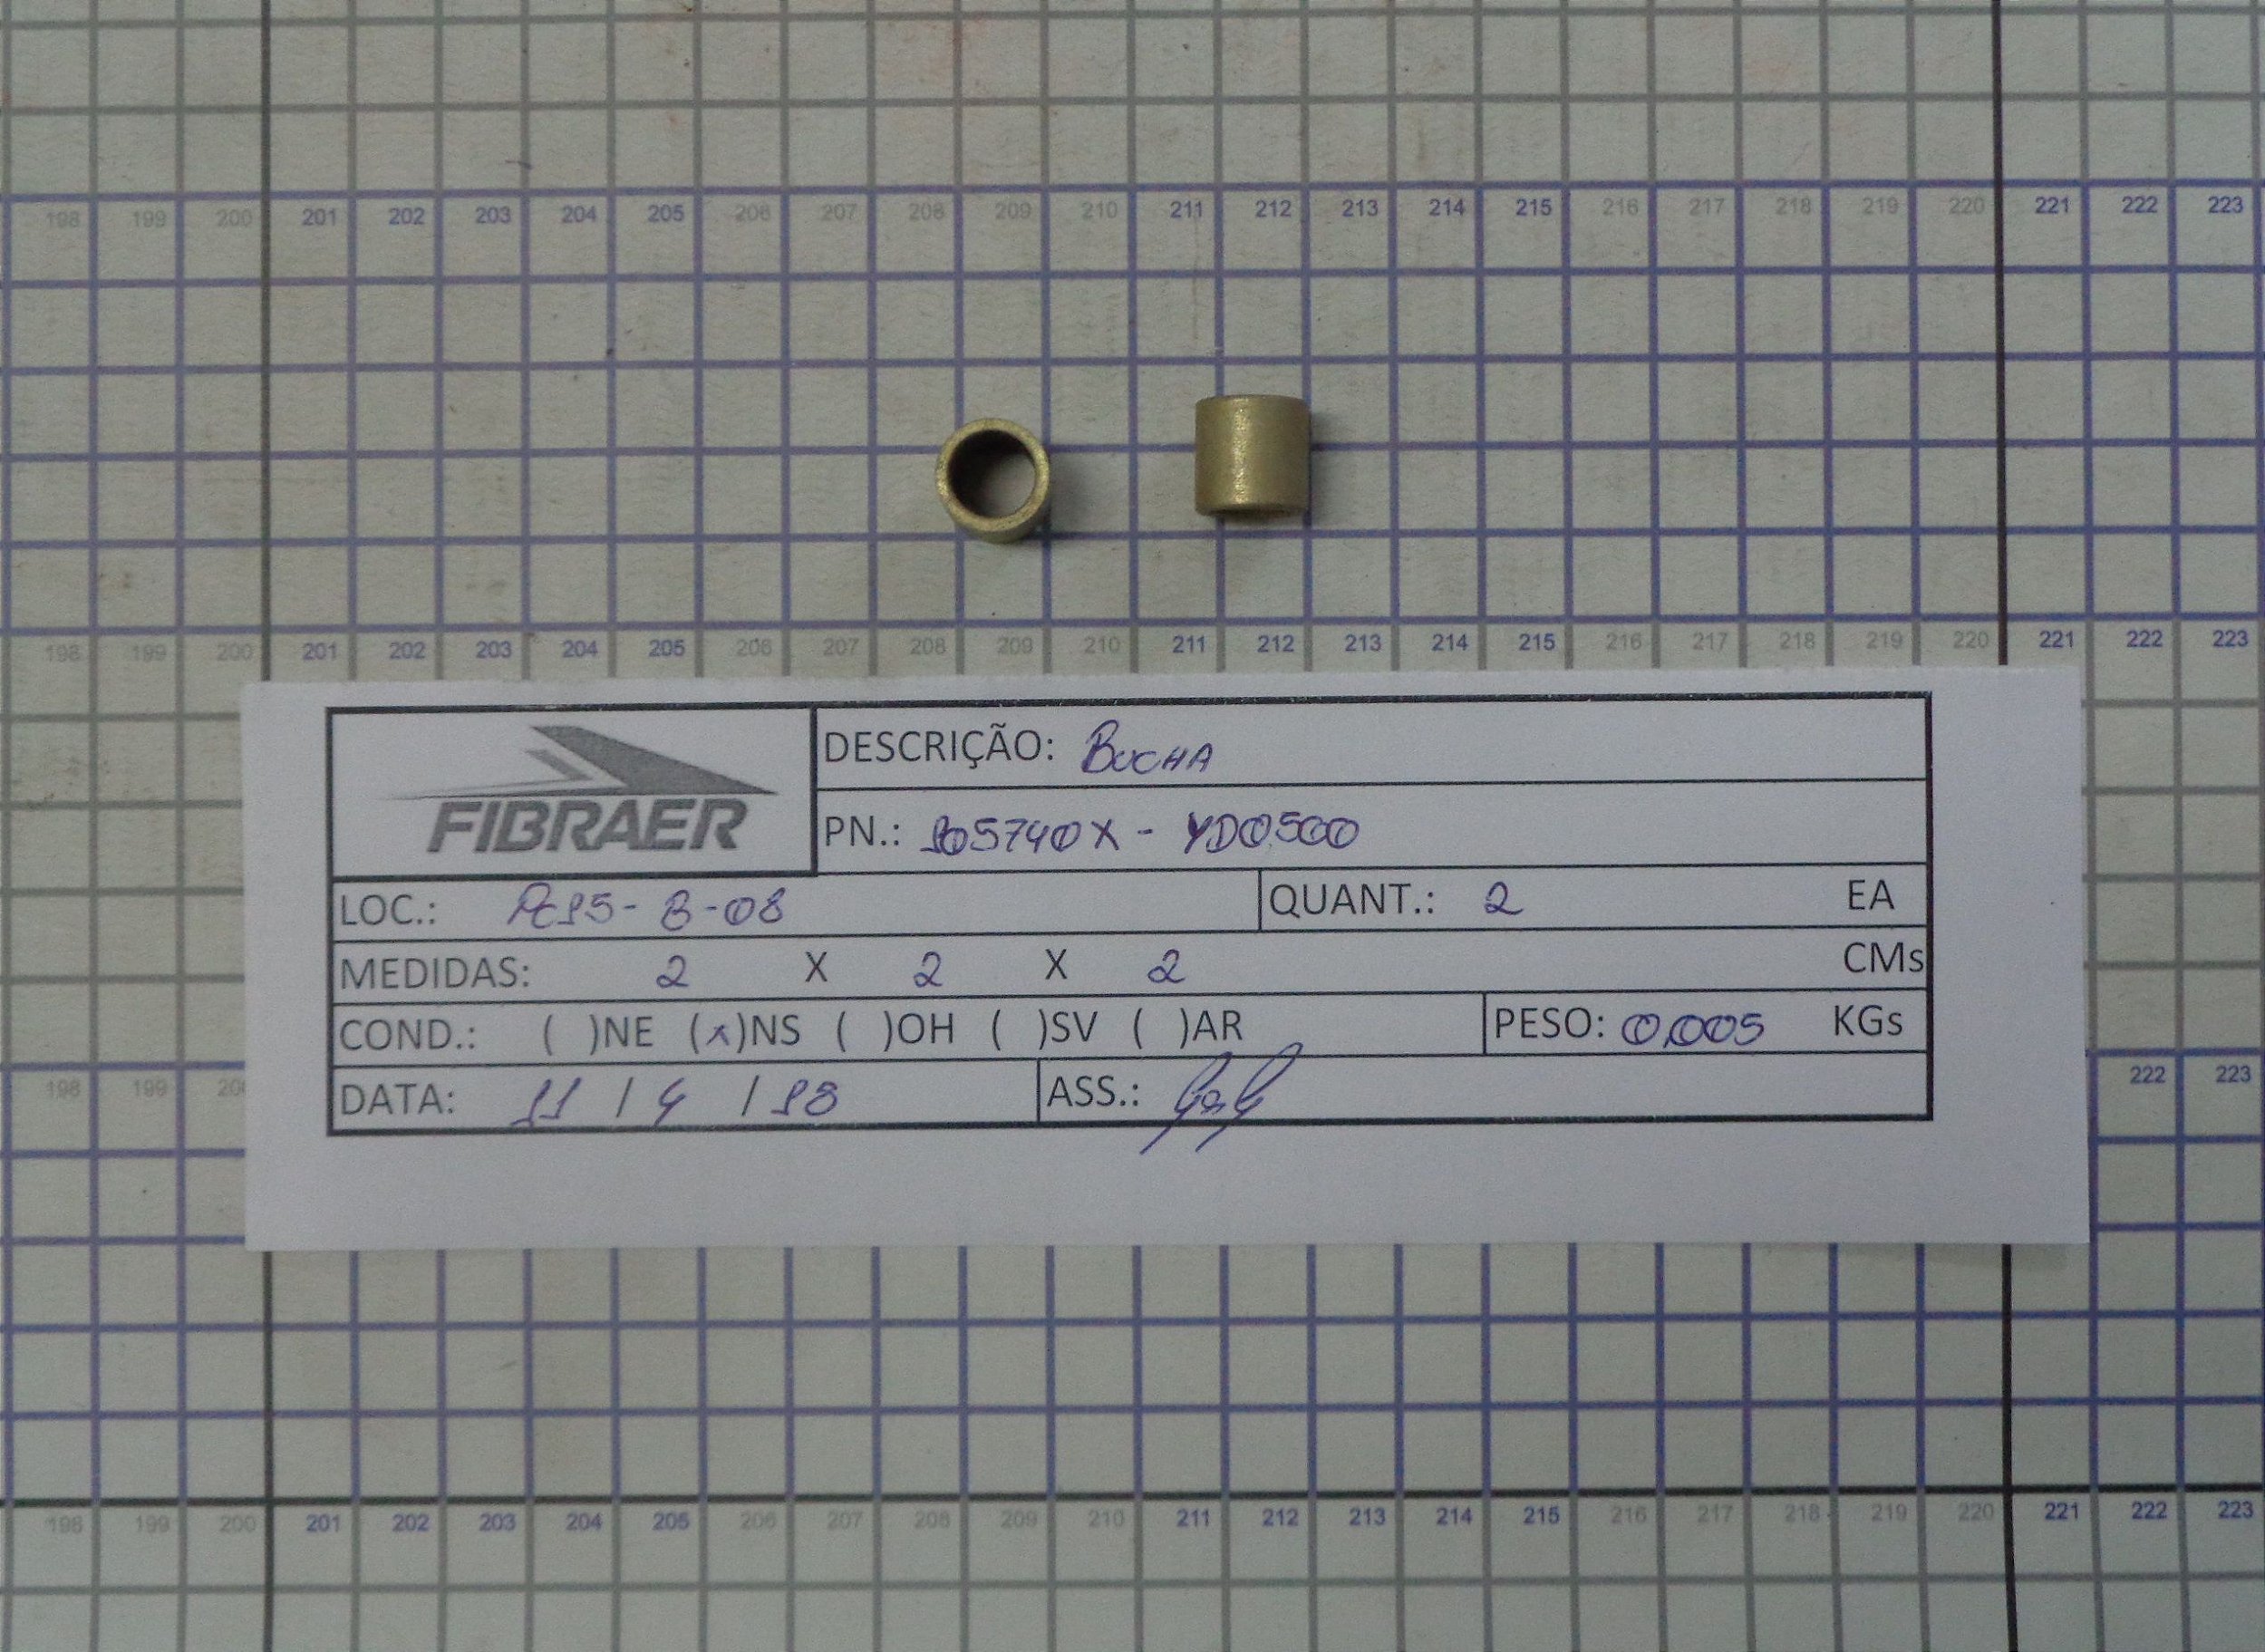 198 199 200 201 202 203 204 205 206 207 208 209 210 211 212 213 214 215 216 217 218 219 220 221 222 223
198 199 200 201 202 203 204 205 206 207 208 209 210 211 212 213 214 215 216 217 218 219 220 221 222 223
FIBRAER
DESCRIÇÃO: BUCHA
PN.: 105740X - YD0500
LOC.: PC15-B-08 QUANT.: 2 EA
MEDIDAS: 2 X 2 X 2 CMs
COND.: ( )NE (x)NS ( )OH ( )SV ( )AR PESO: 0,005 KGs
DATA: 11 / 4 / 18 ASS.:
198 199 200 222 223
198 199 200 201 202 203 204 205 206 207 208 209 210 211 212 213 214 215 216 217 218 219 220 221 222 223